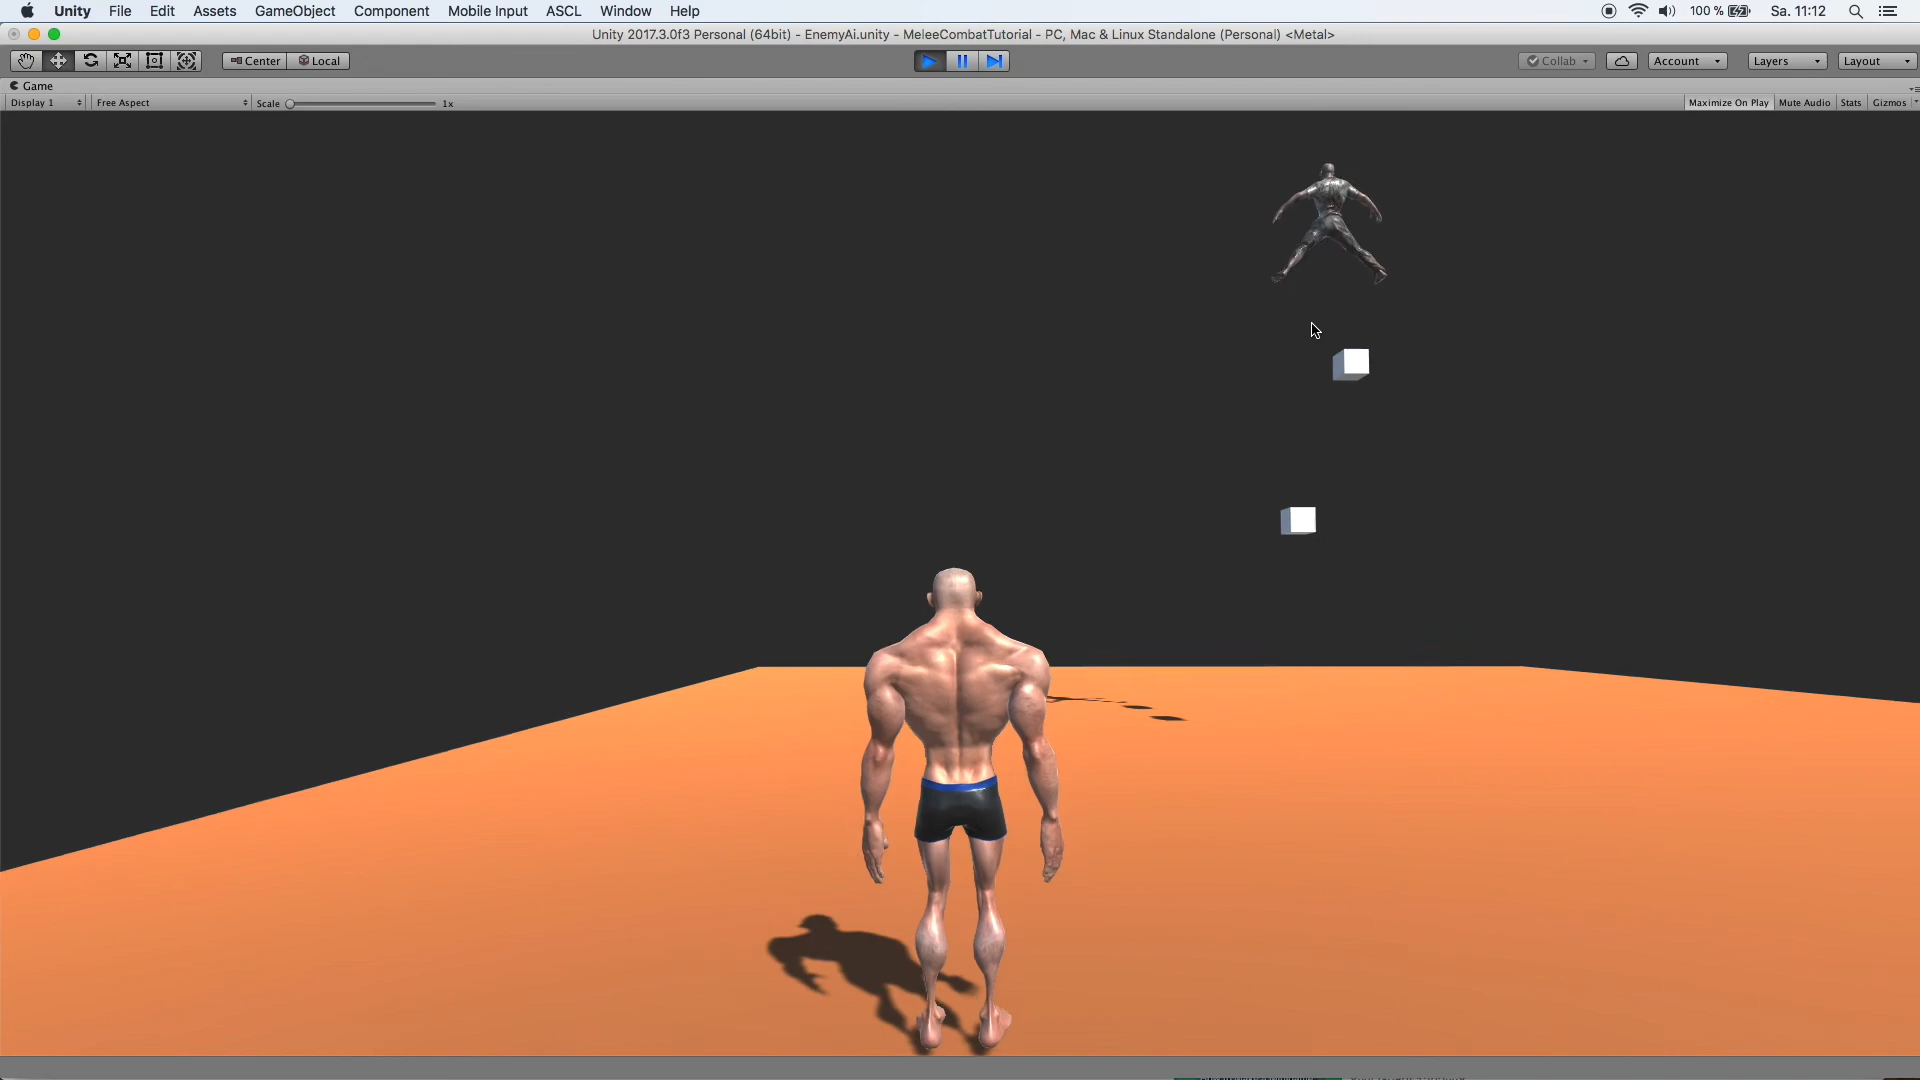 Unity File Edit Assets GameObject Component Mobile Input ASCL Window Help 100 % Sa. 11:12
Unity 2017.3.0f3 Personal (64bit) - EnemyAi.unity - MeleeCombatTutorial - PC, Mac & Linux Standalone (Personal) <Metal>
Center Local Collab Account Layers Layout
Game
Display 1 Free Aspect Scale 1x Maximize On Play Mute Audio Stats Gizmos